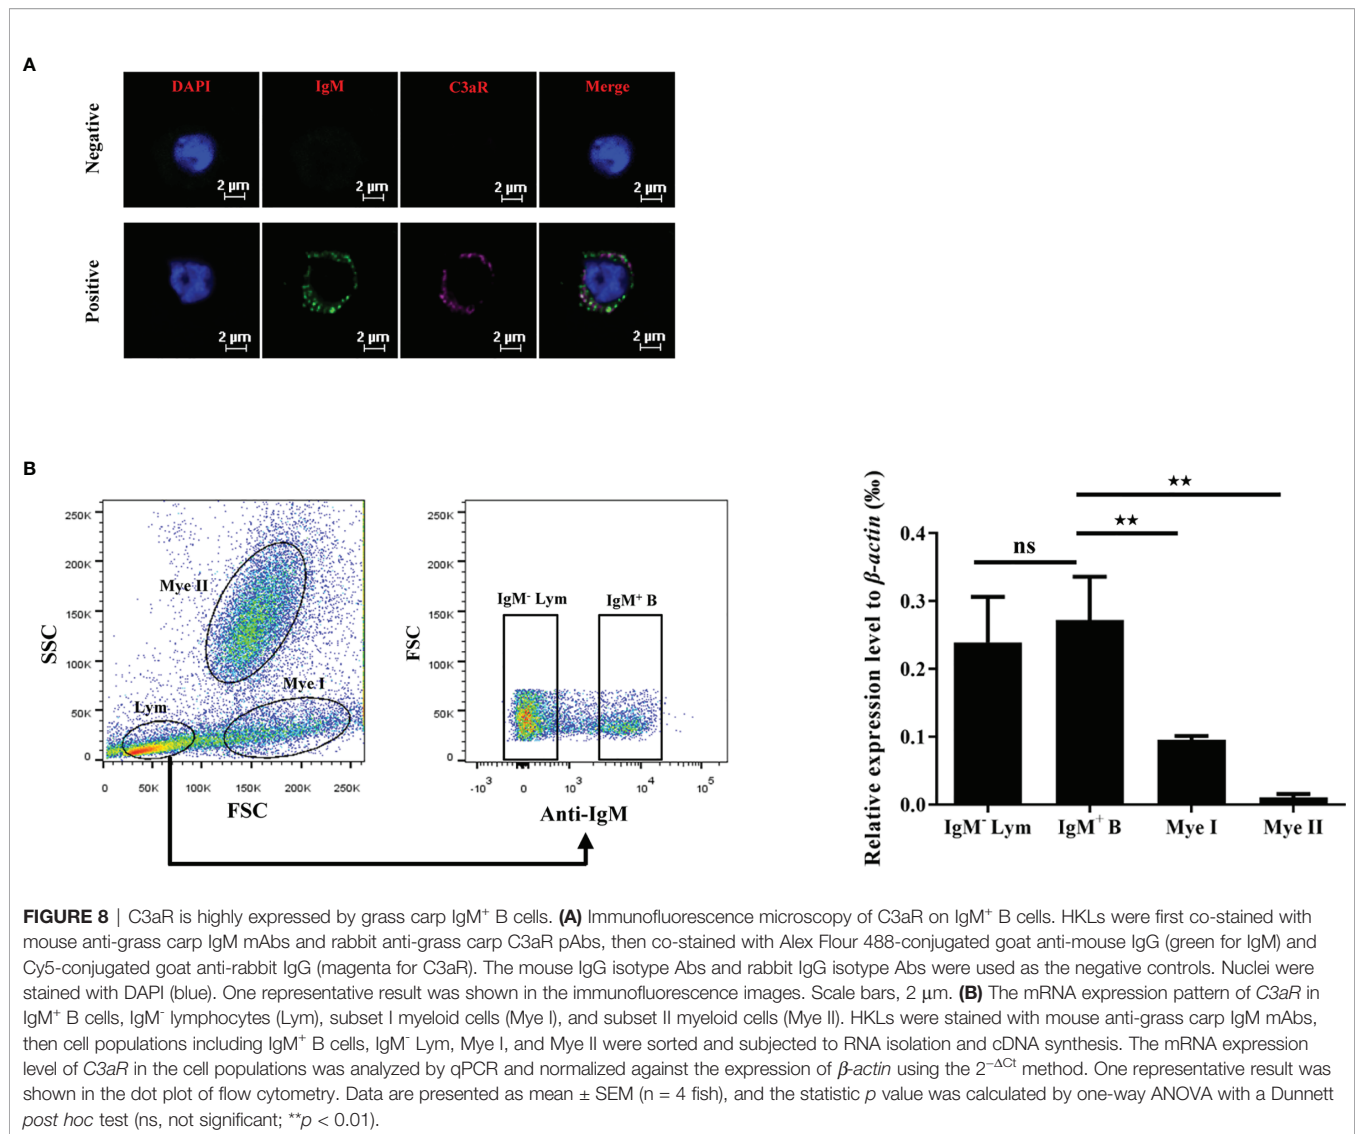 A
DAPI IgM C3aR Merge
Negative
2 μm 2 μm 2 μm 2 μm
Positive
2 μm 2 μm 2 μm 2 μm
B
SSC
250K
200K
150K
100K
50K
0
Mye II
Mye I
Lym
0 50K 100K 150K 200K 250K
FSC
FSC
250K
200K
150K
100K
50K
0
IgM⁻ Lym IgM⁺ B
-10³ 0 10³ 10⁴ 10⁵
Anti-IgM
Relative expression level to β-actin (‰)
0.4
0.3
0.2
0.1
0.0
ns
★★
★★
IgM⁻ Lym IgM⁺ B Mye I Mye II
FIGURE 8 | C3aR is highly expressed by grass carp IgM⁺ B cells. (A) Immunofluorescence microscopy of C3aR on IgM⁺ B cells. HKLs were first co-stained with
mouse anti-grass carp IgM mAbs and rabbit anti-grass carp C3aR pAbs, then co-stained with Alex Flour 488-conjugated goat anti-mouse IgG (green for IgM) and
Cy5-conjugated goat anti-rabbit IgG (magenta for C3aR). The mouse IgG isotype Abs and rabbit IgG isotype Abs were used as the negative controls. Nuclei were
stained with DAPI (blue). One representative result was shown in the immunofluorescence images. Scale bars, 2 μm. (B) The mRNA expression pattern of C3aR in
IgM⁺ B cells, IgM⁻ lymphocytes (Lym), subset I myeloid cells (Mye I), and subset II myeloid cells (Mye II). HKLs were stained with mouse anti-grass carp IgM mAbs,
then cell populations including IgM⁺ B cells, IgM⁻ Lym, Mye I, and Mye II were sorted and subjected to RNA isolation and cDNA synthesis. The mRNA expression
level of C3aR in the cell populations was analyzed by qPCR and normalized against the expression of β-actin using the 2⁻ΔCt method. One representative result was
shown in the dot plot of flow cytometry. Data are presented as mean ± SEM (n = 4 fish), and the statistic p value was calculated by one-way ANOVA with a Dunnett
post hoc test (ns, not significant; **p < 0.01).